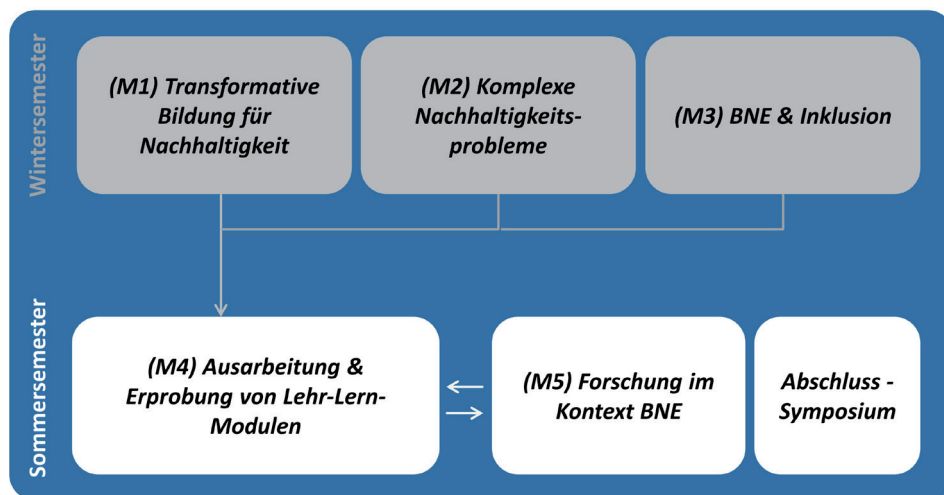 Wintersemester
(M1) Transformative
Bildung für
Nachhaltigkeit
(M2) Komplexe
Nachhaltigkeits-
probleme
(M3) BNE & Inklusion
Sommersemester
(M4) Ausarbeitung &
Erprobung von Lehr-Lern-
Modulen
(M5) Forschung im
Kontext BNE
Abschluss -
Symposium